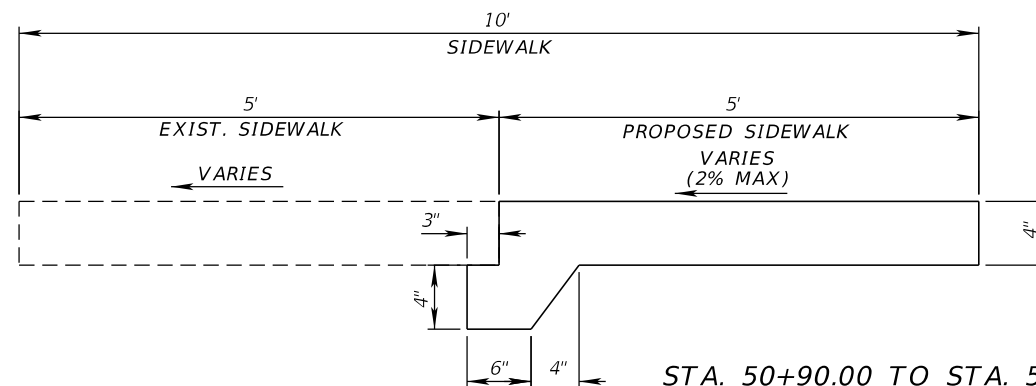 10'
SIDEWALK
5'
EXIST. SIDEWALK
5'
PROPOSED SIDEWALK
VARIES
VARIES
(2% MAX)
3"
4"
4"
6"
4"
STA. 50+90.00 TO STA. 5